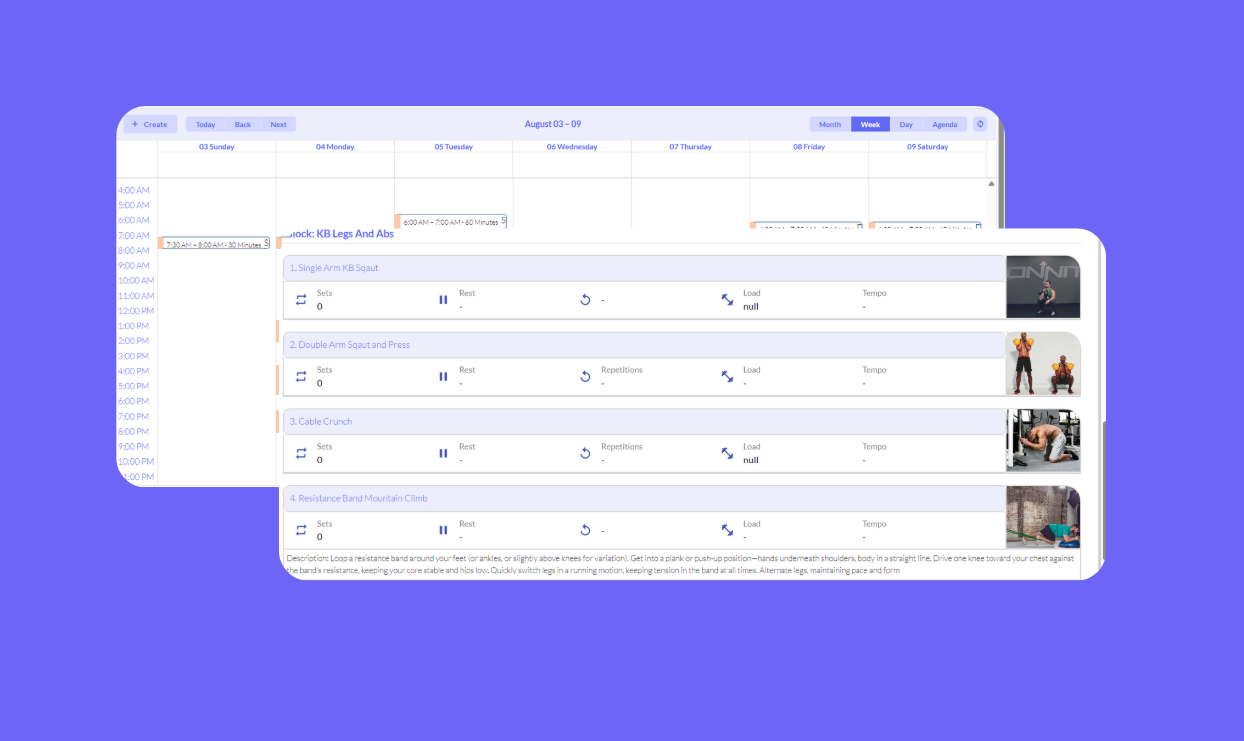 + Create
Today Back Next
August 03 – 09
Month Week Day Agenda
03 Sunday 04 Monday 05 Tuesday 06 Wednesday 07 Thursday 08 Friday 09 Saturday
4:00 AM
5:00 AM
6:00 AM
7:00 AM
8:00 AM
9:00 AM
10:00 AM
11:00 AM
12:00 PM
1:00 PM
2:00 PM
3:00 PM
4:00 PM
5:00 PM
6:00 PM
7:00 PM
8:00 PM
9:00 PM
10:00 PM
:00 PM
6:00 AM – 7:00 AM - 60 Minutes S
7:30 AM – 8:00 AM - 30 Minutes S
lock: KB Legs And Abs
1. Single Arm KB Sqaut
Sets Rest Load Tempo
0 - - null -
ONNIT
2. Double Arm Sqaut and Press
Sets Rest Repetitions Load Tempo
0 - - - -
3. Cable Crunch
Sets Rest Repetitions Load Tempo
0 - - null -
4. Resistance Band Mountain Climb
Sets Rest Load Tempo
0 - - - -
Description: Loop a resistance band around your feet (or ankles, or slightly above knees for variation). Get into a plank or push-up position—hands underneath shoulders, body in a straight line. Drive one knee toward your chest against
the band's resistance, keeping your core stable and hips low. Quickly switch legs in a running motion, keeping tension in the band at all times. Alternate legs, maintaining pace and form